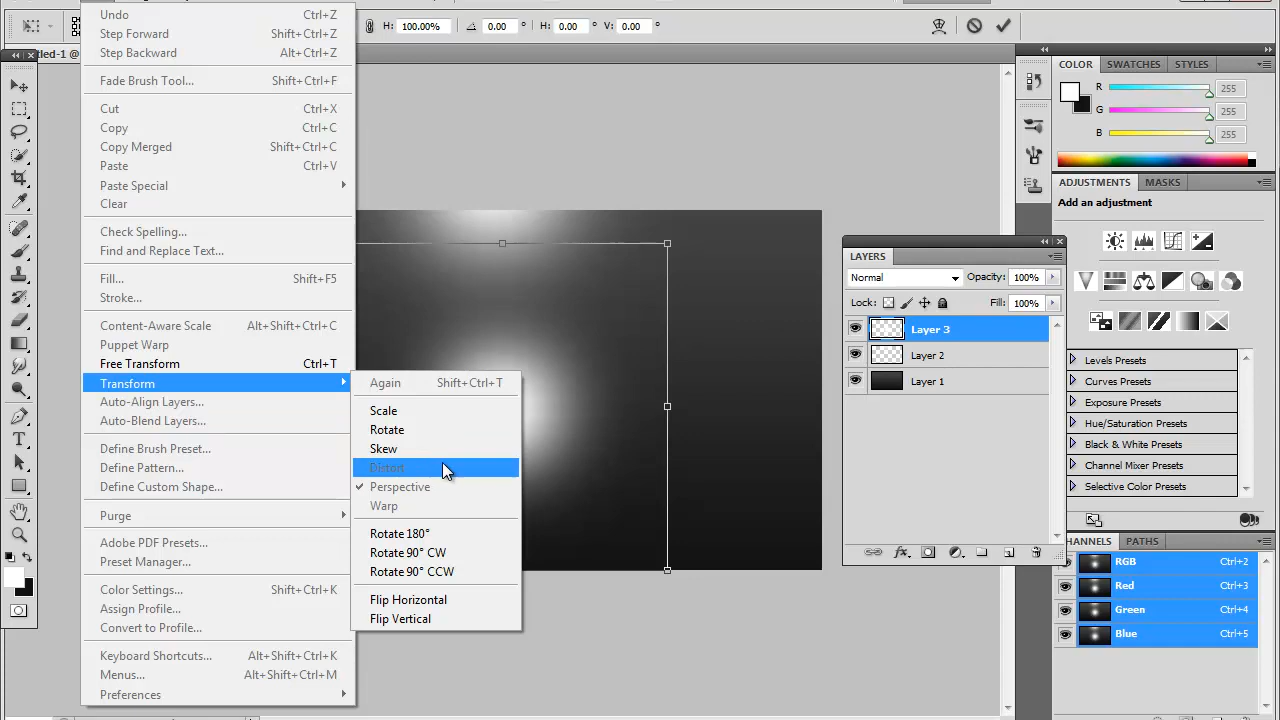 H: 100.00%
0.00 °
H: 0.00 °
V: 0.00 °
tled-1 @
Undo Ctrl+Z
Step Forward Shift+Ctrl+Z
Step Backward Alt+Ctrl+Z
Fade Brush Tool... Shift+Ctrl+F
Cut Ctrl+X
Copy Ctrl+C
Copy Merged Shift+Ctrl+C
Paste Ctrl+V
Paste Special
Clear
Check Spelling...
Find and Replace Text...
Fill... Shift+F5
Stroke...
Content-Aware Scale Alt+Shift+Ctrl+C
Puppet Warp
Free Transform Ctrl+T
Transform
Auto-Align Layers...
Auto-Blend Layers...
Define Brush Preset...
Define Pattern...
Define Custom Shape...
Purge
Adobe PDF Presets...
Preset Manager...
Color Settings... Shift+Ctrl+K
Assign Profile...
Convert to Profile...
Keyboard Shortcuts... Alt+Shift+Ctrl+K
Menus... Alt+Shift+Ctrl+M
Preferences
Again Shift+Ctrl+T
Scale
Rotate
Skew
Distort
Perspective
Warp
Rotate 180°
Rotate 90° CW
Rotate 90° CCW
Flip Horizontal
Flip Vertical
LAYERS
Normal Opacity: 100%
Lock: Fill: 100%
Layer 3
Layer 2
Layer 1
COLOR SWATCHES STYLES
R 255
G 255
B 255
ADJUSTMENTS MASKS
Add an adjustment
Levels Presets
Curves Presets
Exposure Presets
Hue/Saturation Presets
Black & White Presets
Channel Mixer Presets
Selective Color Presets
HANNELS PATHS
RGB Ctrl+2
Red Ctrl+3
Green Ctrl+4
Blue Ctrl+5